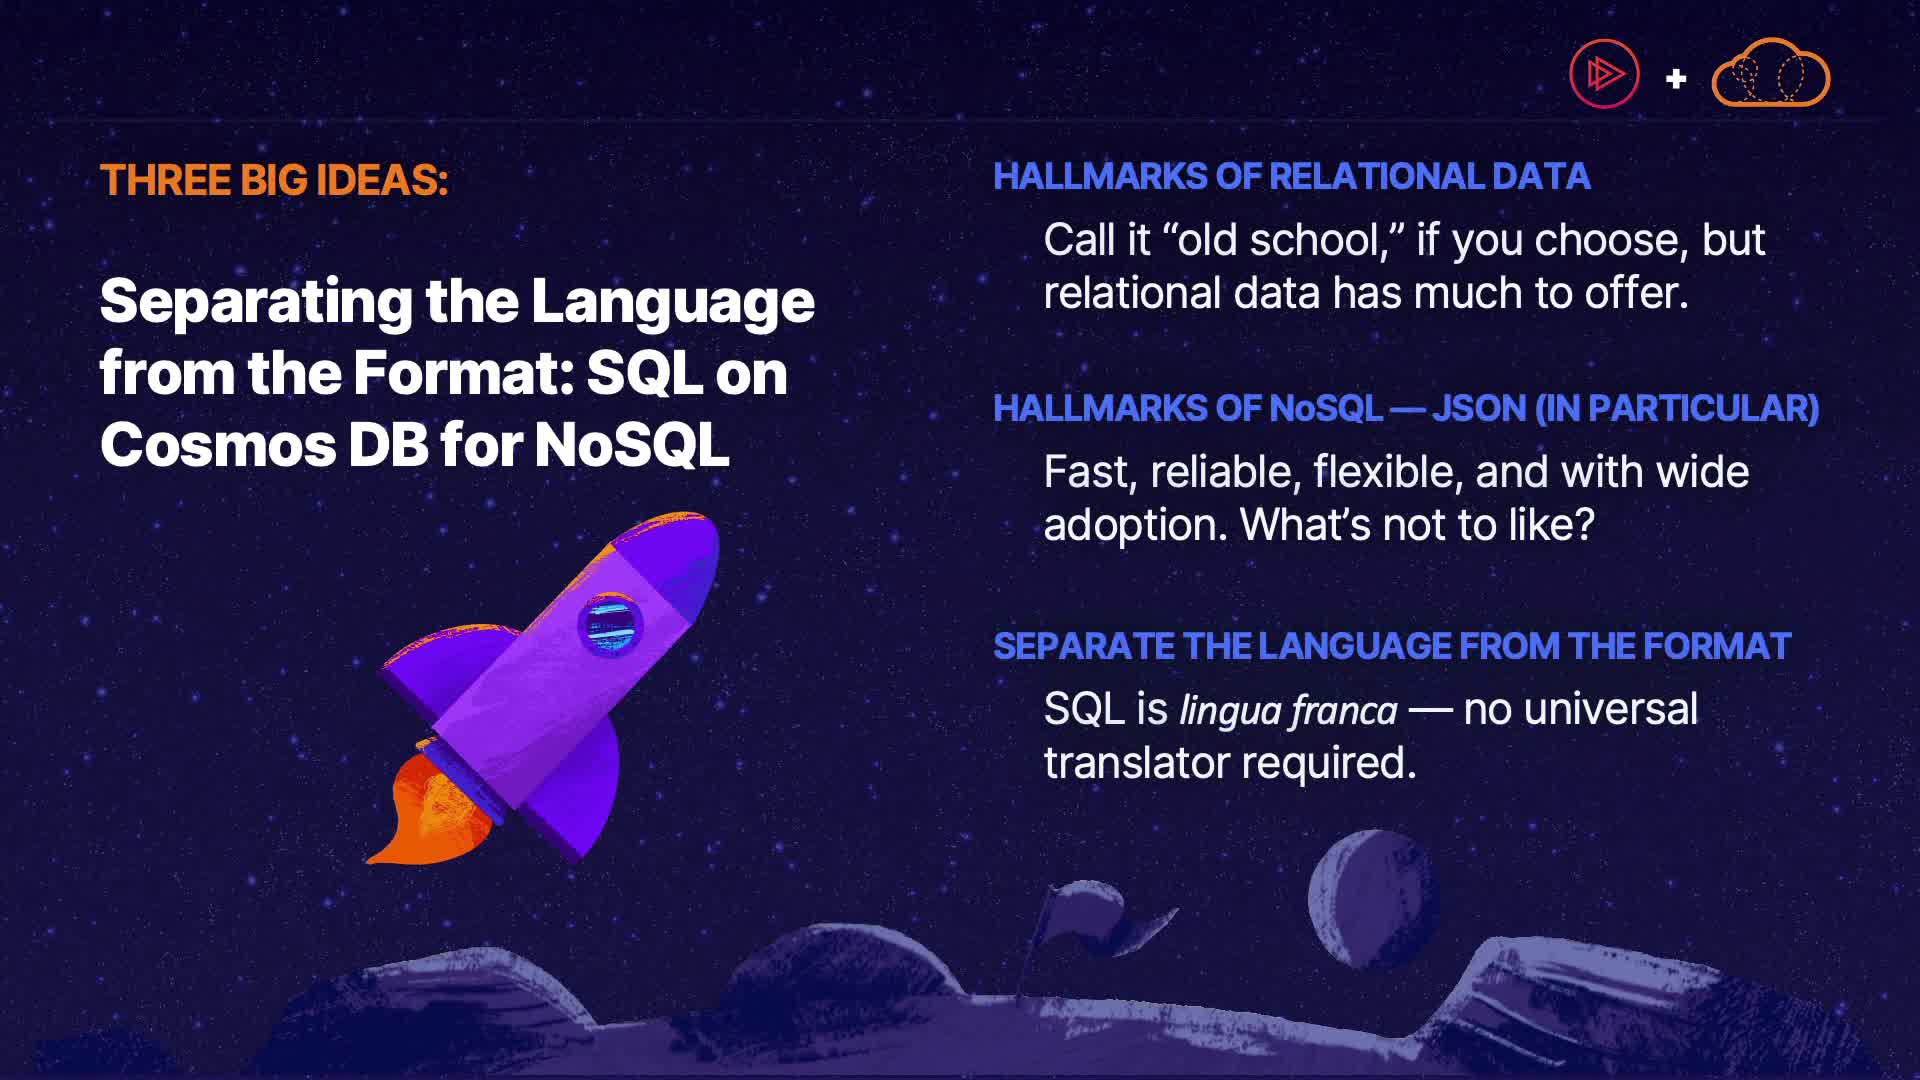 THREE BIG IDEAS:
Separating the Language
from the Format: SQL on
Cosmos DB for NoSQL
+
HALLMARKS OF RELATIONAL DATA
Call it “old school,” if you choose, but
relational data has much to offer.
HALLMARKS OF NoSQL — JSON (IN PARTICULAR)
Fast, reliable, flexible, and with wide
adoption. What’s not to like?
SEPARATE THE LANGUAGE FROM THE FORMAT
SQL is lingua franca — no universal
translator required.